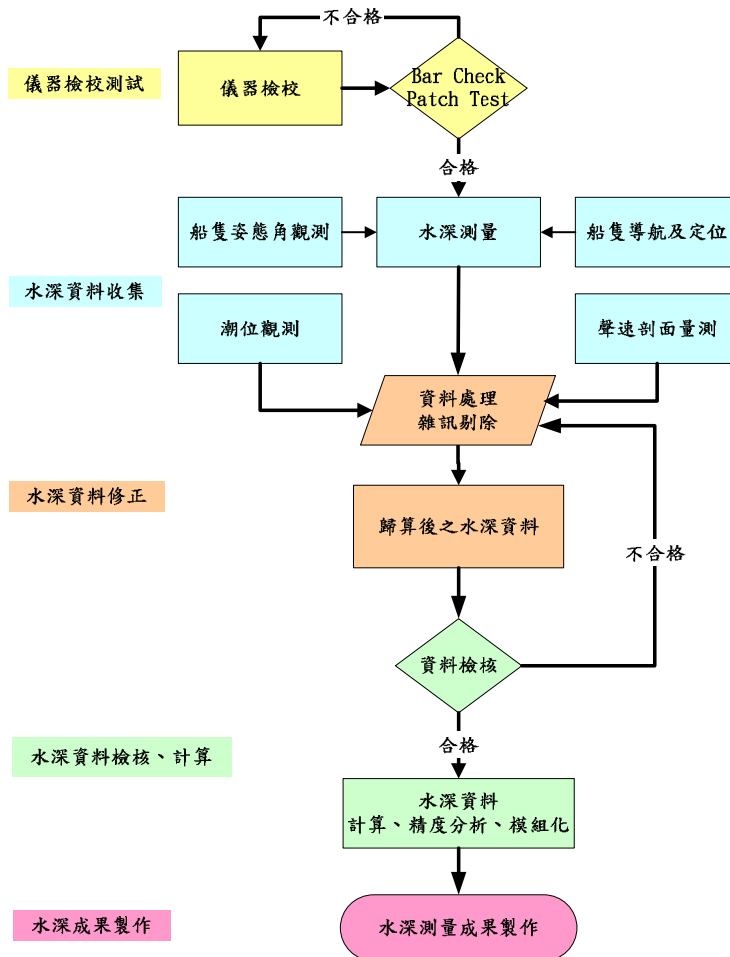 不合格
儀器檢校測試
儀器檢校
Bar Check
Patch Test
合格
船隻姿態角觀測
水深測量
船隻導航及定位
水深資料收集
潮位觀測
聲速剖面量測
資料處理
雜訊剔除
水深資料修正
歸算後之水深資料
不合格
資料檢核
合格
水深資料檢核、計算
水深資料
計算、精度分析、模組化
水深成果製作
水深測量成果製作